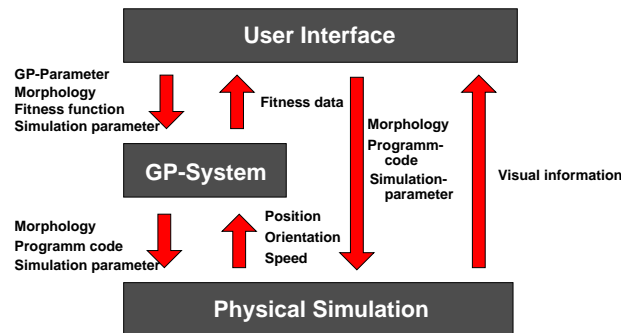 User Interface
GP-Parameter
Morphology
Fitness function
Simulation parameter
Fitness data
Morphology
Programm-
code
Simulation-
parameter
Visual information
GP-System
Morphology
Programm code
Simulation parameter
Position
Orientation
Speed
Physical Simulation